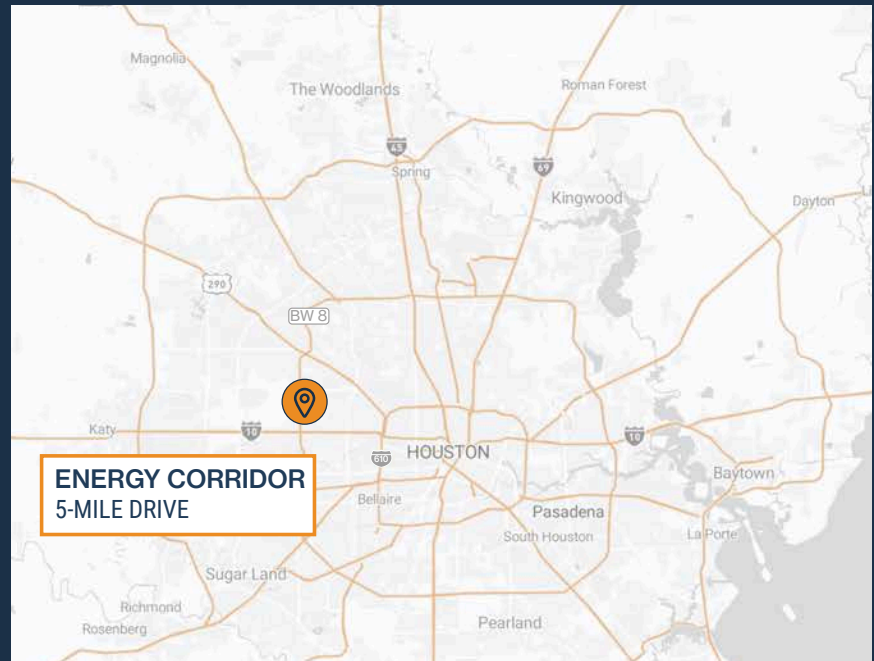 Magnolia
The Woodlands
Roman Forest
45
Spring
69
Kingwood
Dayton
290
BW 8
Katy
10
610
HOUSTON
10
ENERGY CORRIDOR
5-MILE DRIVE
Bellaire
Baytown
Pasadena
South Houston
La Porte
Sugar Land
Richmond
Rosenberg
Pearland